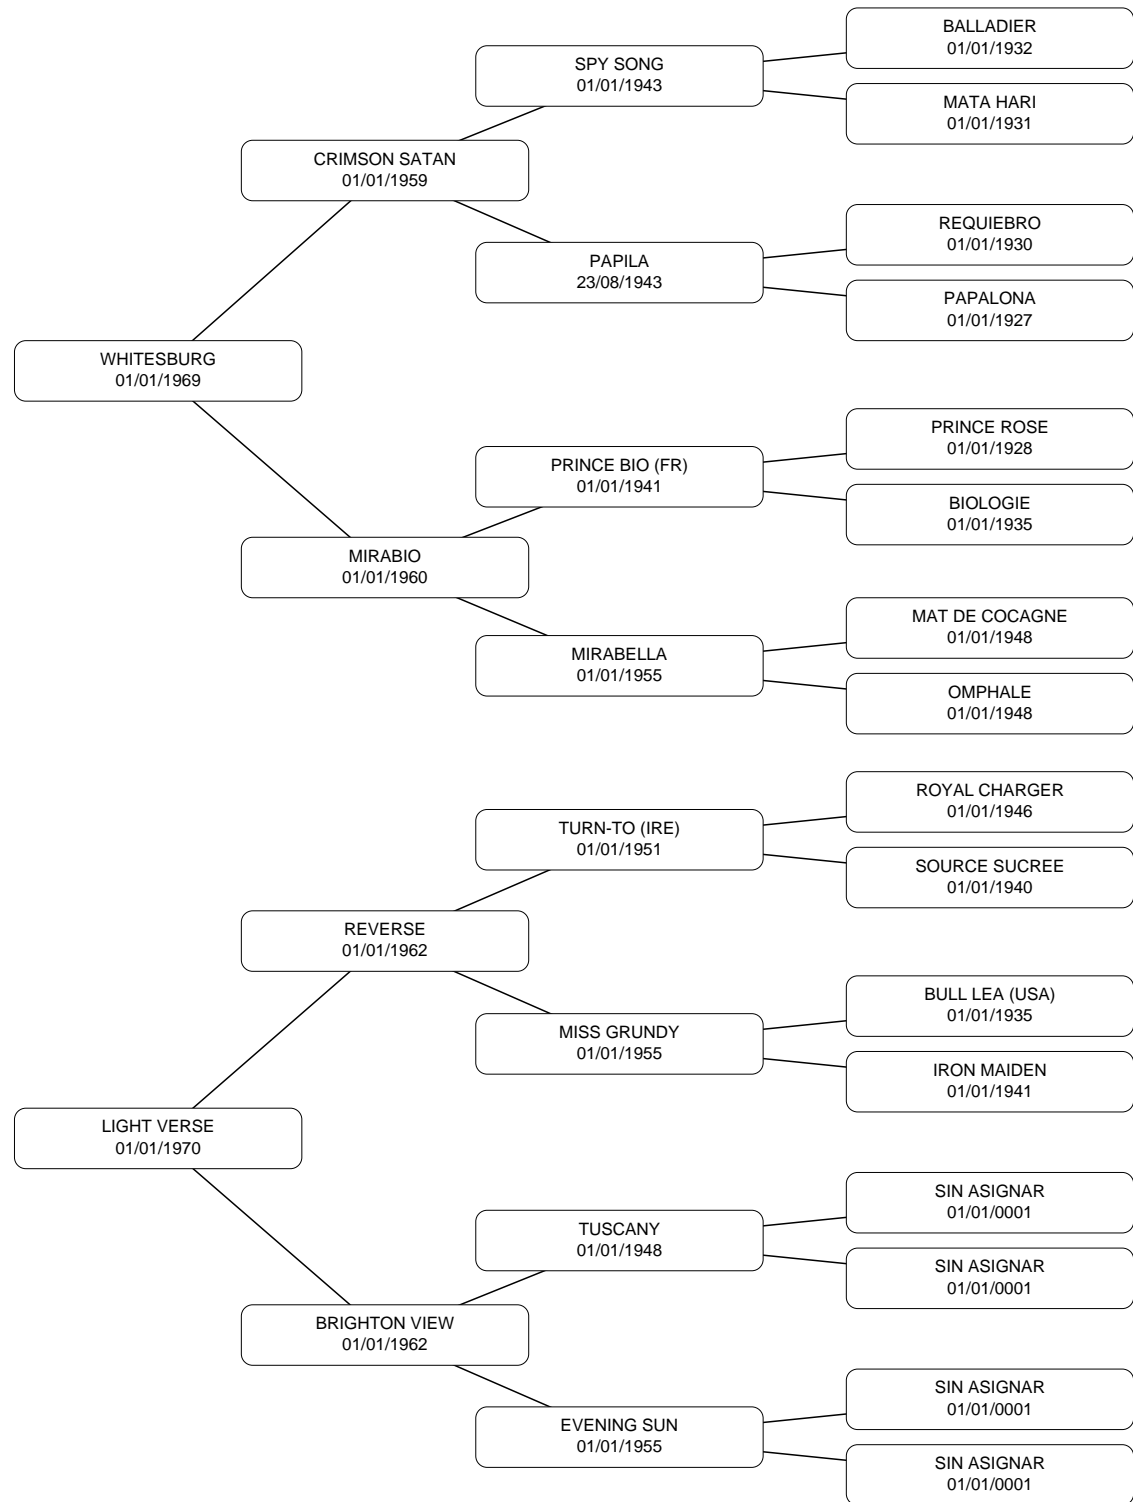 BALLADIER
01/01/1932
SPY SONG
01/01/1943
MATA HARI
01/01/1931
CRIMSON SATAN
01/01/1959
REQUIEBRO
01/01/1930
PAPILA
23/08/1943
PAPALONA
01/01/1927
WHITESBURG
01/01/1969
PRINCE ROSE
01/01/1928
PRINCE BIO (FR)
01/01/1941
BIOLOGIE
01/01/1935
MIRABIO
01/01/1960
MAT DE COCAGNE
01/01/1948
MIRABELLA
01/01/1955
OMPHALE
01/01/1948
ROYAL CHARGER
01/01/1946
TURN-TO (IRE)
01/01/1951
SOURCE SUCREE
01/01/1940
REVERSE
01/01/1962
BULL LEA (USA)
01/01/1935
MISS GRUNDY
01/01/1955
IRON MAIDEN
01/01/1941
LIGHT VERSE
01/01/1970
SIN ASIGNAR
01/01/0001
TUSCANY
01/01/1948
SIN ASIGNAR
01/01/0001
BRIGHTON VIEW
01/01/1962
SIN ASIGNAR
01/01/0001
EVENING SUN
01/01/1955
SIN ASIGNAR
01/01/0001